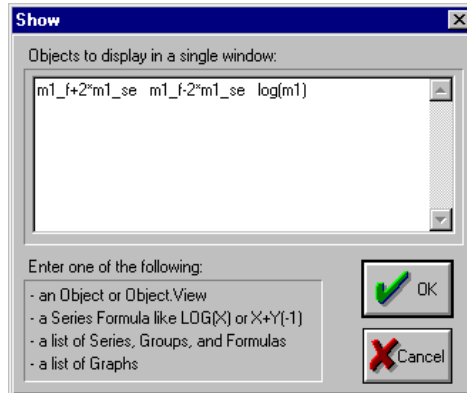 Show
Objects to display in a single window:
m1_f+2*m1_se   m1_f-2*m1_se   log(m1)
Enter one of the following:
- an Object or Object.View
- a Series Formula like LOG(X) or X+Y(-1)
- a list of Series, Groups, and Formulas
- a list of Graphs
OK
Cancel